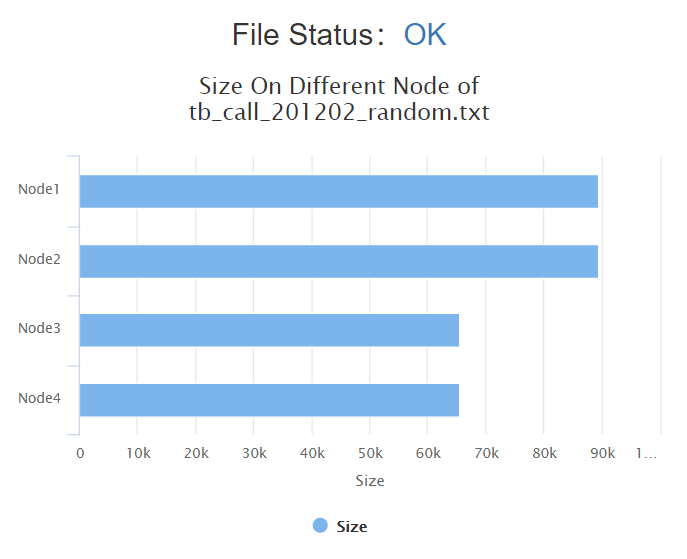 File Status: OK
Size On Different Node of
tb_call_201202_random.txt
Node1
Node2
Node3
Node4
0 10k 20k 30k 40k 50k 60k 70k 80k 90k 1…
Size
Size